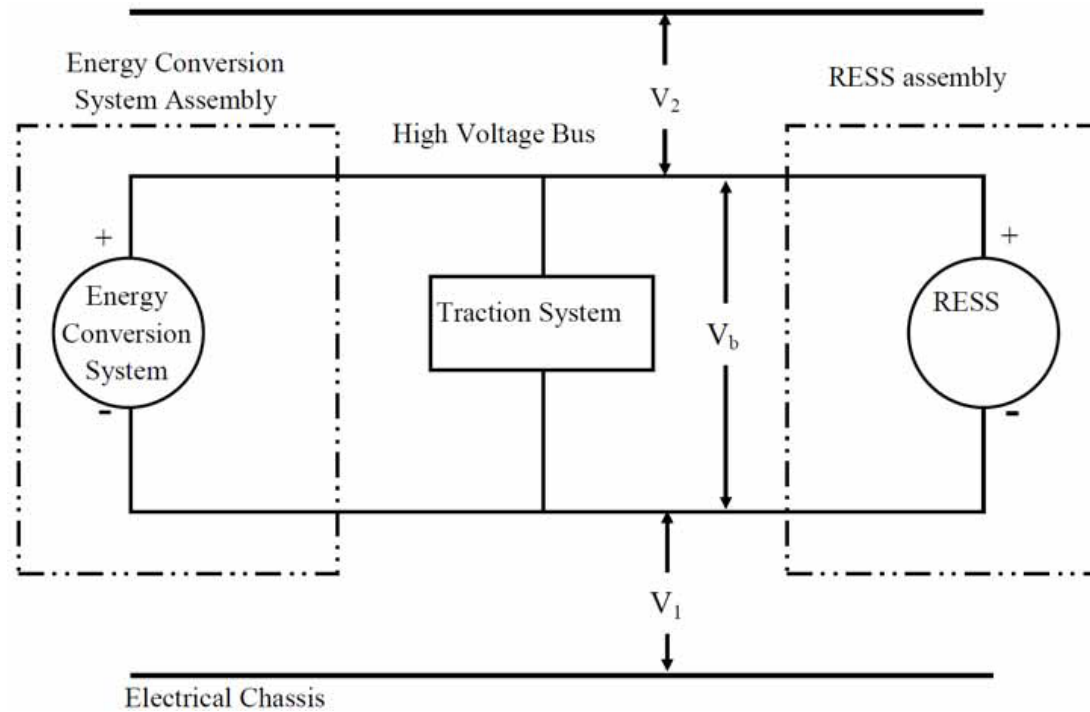 Energy Conversion
System Assembly
V2
RESS assembly
High Voltage Bus
+
+
Energy
Conversion
System
Traction System
Vb
RESS
-
-
V1
Electrical Chassis